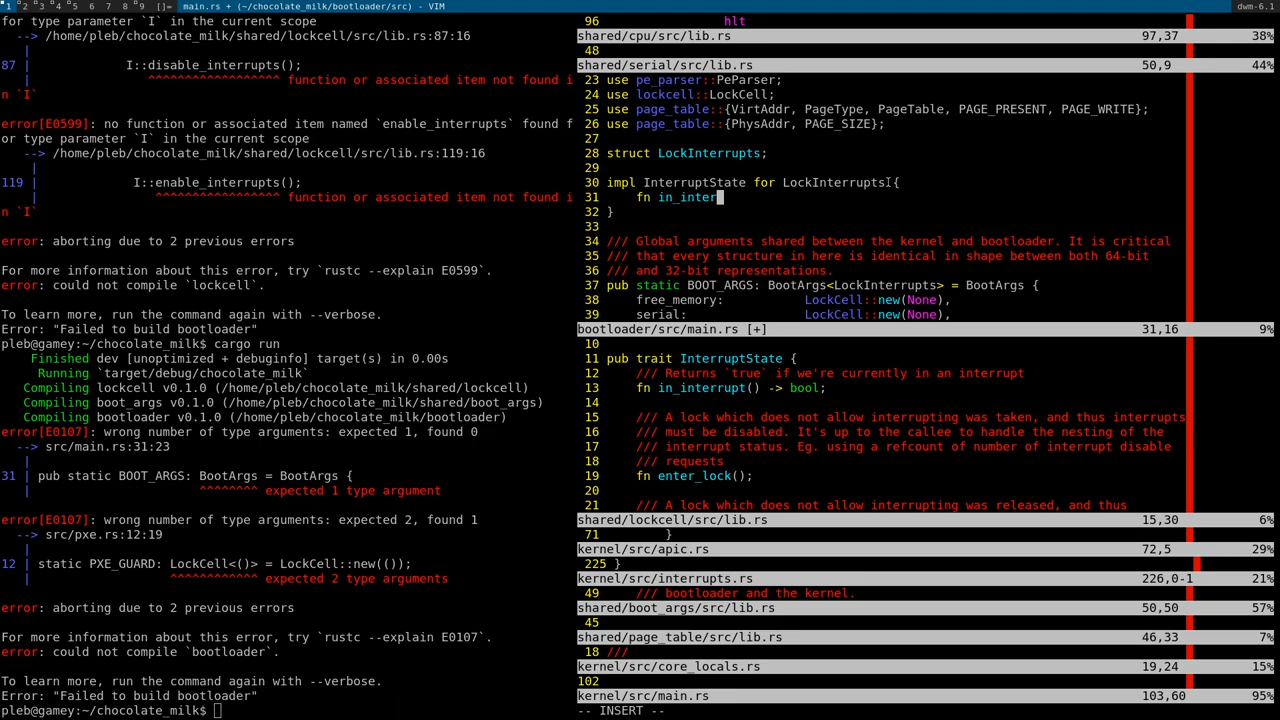 1 2 3 4 5 6 7 8 9 []= main.rs + (~/chocolate_milk/bootloader/src) - VIM dwm-6.1
for type parameter `I` in the current scope
--> /home/pleb/chocolate_milk/shared/lockcell/src/lib.rs:87:16
|
87 | I::disable_interrupts();
| ^^^^^^^^^^^^^^^^^^ function or associated item not found i
n `I`
error[E0599]: no function or associated item named `enable_interrupts` found f
or type parameter `I` in the current scope
--> /home/pleb/chocolate_milk/shared/lockcell/src/lib.rs:119:16
|
119 | I::enable_interrupts();
| ^^^^^^^^^^^^^^^^^ function or associated item not found i
n `I`
error: aborting due to 2 previous errors
For more information about this error, try `rustc --explain E0599`.
error: could not compile `lockcell`.
To learn more, run the command again with --verbose.
Error: "Failed to build bootloader"
pleb@gamey:~/chocolate_milk$ cargo run
Finished dev [unoptimized + debuginfo] target(s) in 0.00s
Running `target/debug/chocolate_milk`
Compiling lockcell v0.1.0 (/home/pleb/chocolate_milk/shared/lockcell)
Compiling boot_args v0.1.0 (/home/pleb/chocolate_milk/shared/boot_args)
Compiling bootloader v0.1.0 (/home/pleb/chocolate_milk/bootloader)
error[E0107]: wrong number of type arguments: expected 1, found 0
--> src/main.rs:31:23
|
31 | pub static BOOT_ARGS: BootArgs = BootArgs {
| ^^^^^^^^ expected 1 type argument
error[E0107]: wrong number of type arguments: expected 2, found 1
--> src/pxe.rs:12:19
|
12 | static PXE_GUARD: LockCell<()> = LockCell::new(());
| ^^^^^^^^^^^^ expected 2 type arguments
error: aborting due to 2 previous errors
For more information about this error, try `rustc --explain E0107`.
error: could not compile `bootloader`.
To learn more, run the command again with --verbose.
Error: "Failed to build bootloader"
pleb@gamey:~/chocolate_milk$
96 hlt
shared/cpu/src/lib.rs 97,37 38%
48
shared/serial/src/lib.rs 50,9 44%
23 use pe_parser::PeParser;
24 use lockcell::LockCell;
25 use page_table::{VirtAddr, PageType, PageTable, PAGE_PRESENT, PAGE_WRITE};
26 use page_table::{PhysAddr, PAGE_SIZE};
27
28 struct LockInterrupts;
29
30 impl InterruptState for LockInterrupts {
31 fn in_inter
32 }
33
34 /// Global arguments shared between the kernel and bootloader. It is critical
35 /// that every structure in here is identical in shape between both 64-bit
36 /// and 32-bit representations.
37 pub static BOOT_ARGS: BootArgs<LockInterrupts> = BootArgs {
38 free_memory: LockCell::new(None),
39 serial: LockCell::new(None),
bootloader/src/main.rs [+] 31,16 9%
10
11 pub trait InterruptState {
12 /// Returns `true` if we're currently in an interrupt
13 fn in_interrupt() -> bool;
14
15 /// A lock which does not allow interrupting was taken, and thus interrupts
16 /// must be disabled. It's up to the callee to handle the nesting of the
17 /// interrupt status. Eg. using a refcount of number of interrupt disable
18 /// requests
19 fn enter_lock();
20
21 /// A lock which does not allow interrupting was released, and thus
shared/lockcell/src/lib.rs 15,30 6%
71 }
kernel/src/apic.rs 72,5 29%
225 }
kernel/src/interrupts.rs 226,0-1 21%
49 /// bootloader and the kernel.
shared/boot_args/src/lib.rs 50,50 57%
45
shared/page_table/src/lib.rs 46,33 7%
18 ///
kernel/src/core_locals.rs 19,24 15%
102
kernel/src/main.rs 103,60 95%
-- INSERT --